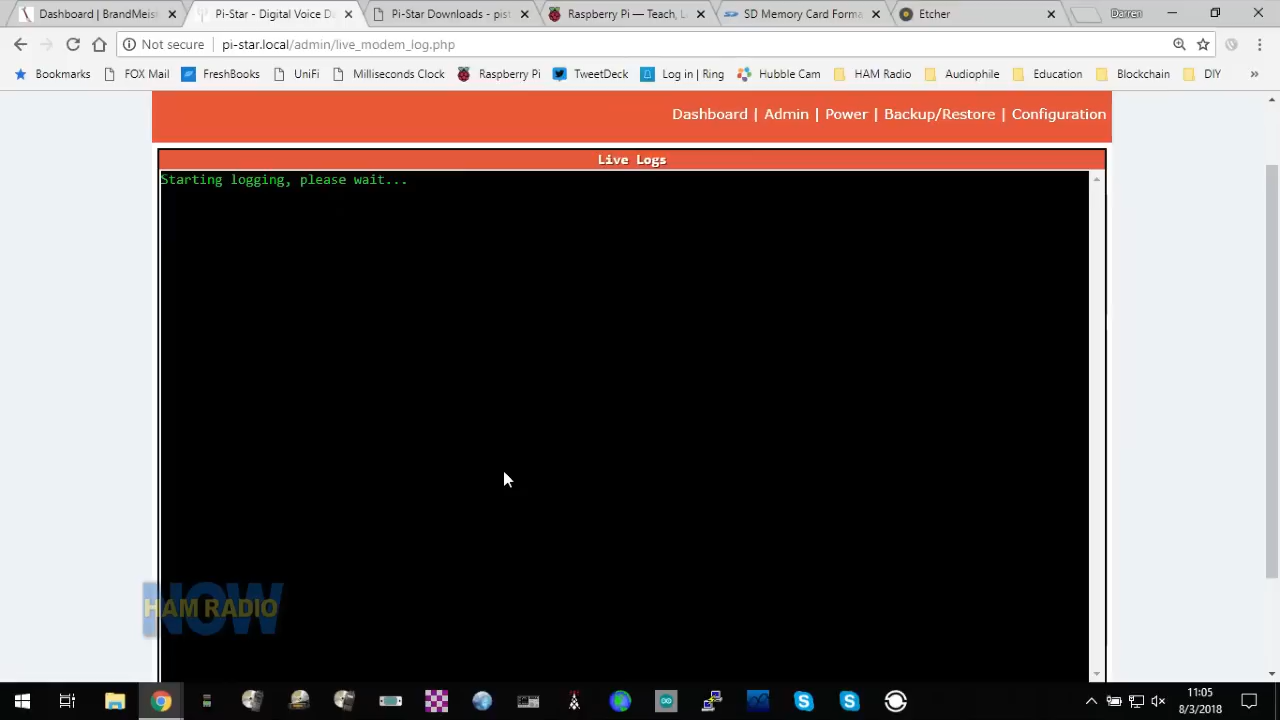 Dashboard | BrandMeis
Pi-Star - Digital Voice D
Pi-Star Downloads - pist
Raspberry Pi — Teach, L
SD Memory Card Forma
Etcher
Darren
Not secure | pi-star.local/admin/live_modem_log.php
Bookmarks
FOX Mail
FreshBooks
UniFi
Milliseconds Clock
Raspberry Pi
TweetDeck
Log in | Ring
Hubble Cam
HAM Radio
Audiophile
Education
Blockchain
DIY
»
Dashboard | Admin | Power | Backup/Restore | Configuration
Live Logs
Starting logging, please wait...
NOW
HAM RADIO
11:05
8/3/2018